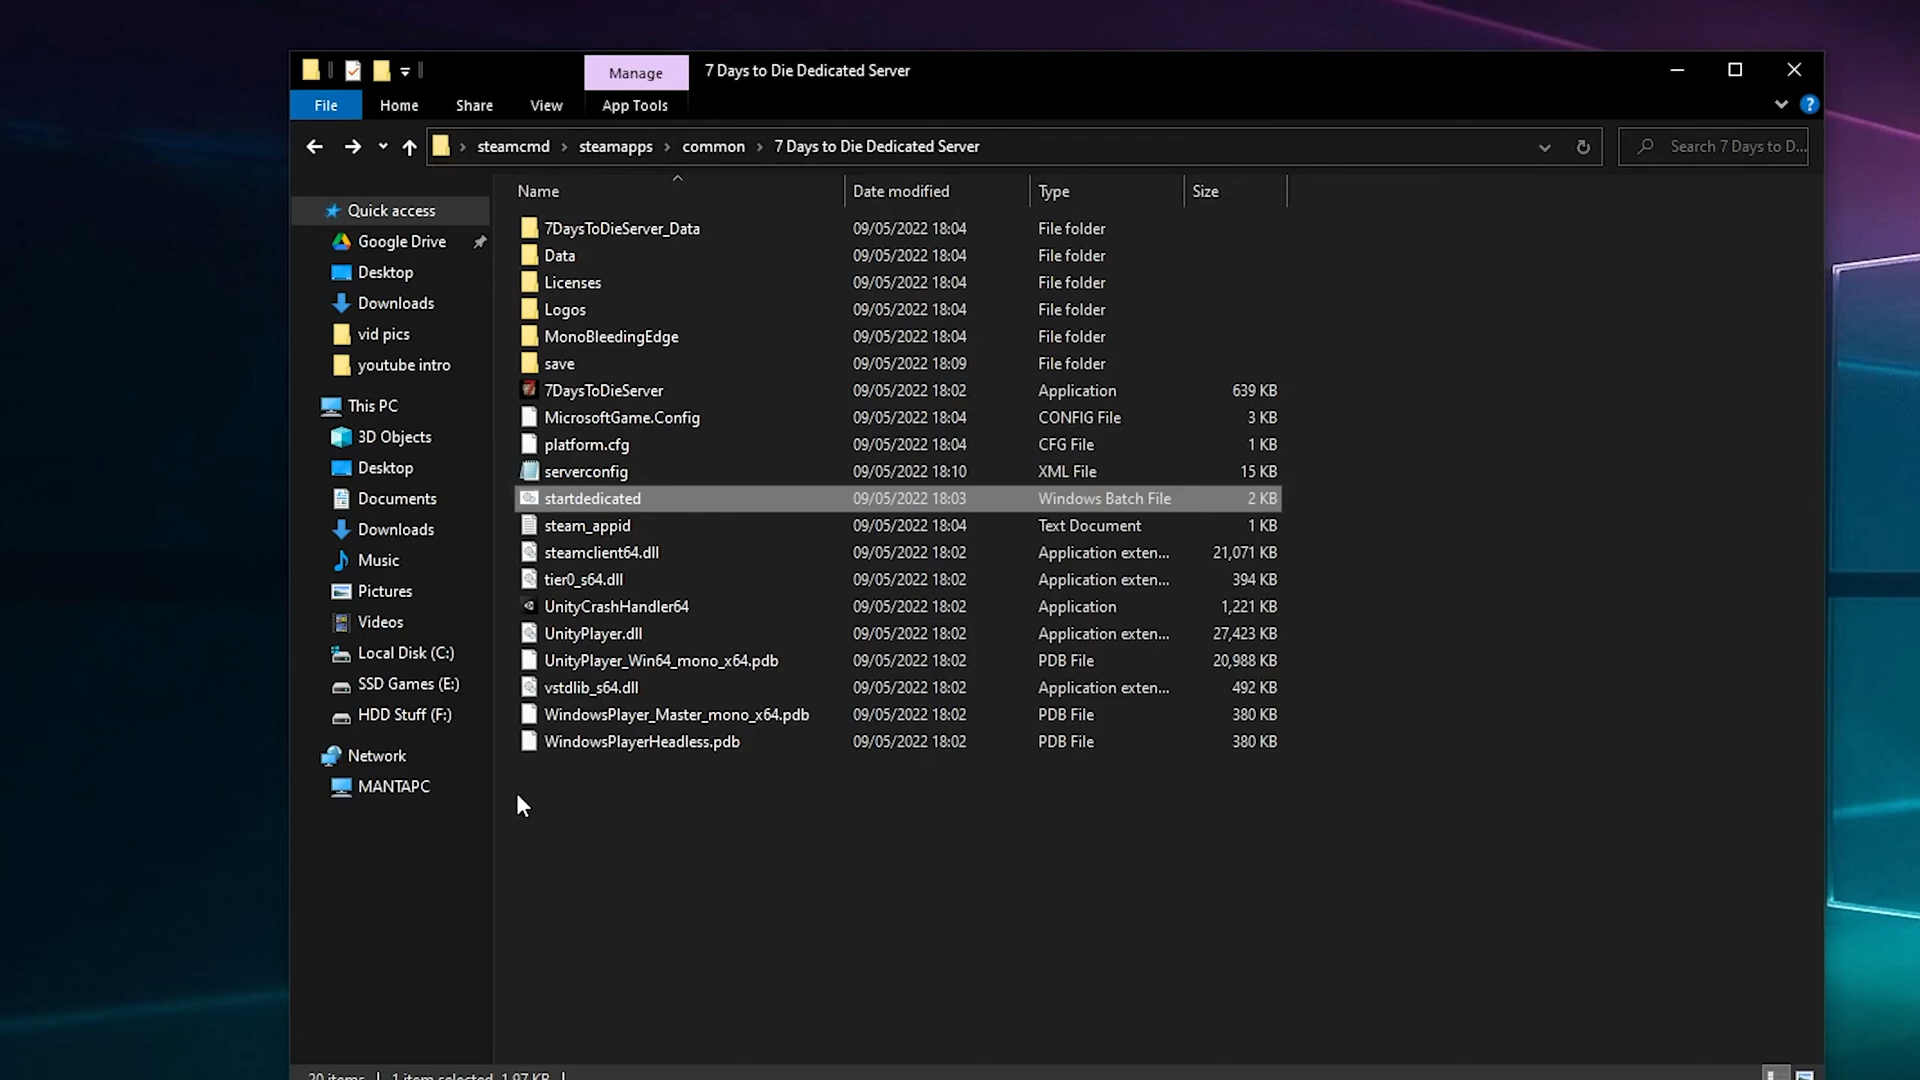 Manage
7 Days to Die Dedicated Server
File
Home
Share
View
App Tools
steamcmd
steamapps
common
7 Days to Die Dedicated Server
Search 7 Days to D...
Name
Date modified
Type
Size
Quick access
Google Drive
Desktop
Downloads
vid pics
youtube intro
This PC
3D Objects
Desktop
Documents
Downloads
Music
Pictures
Videos
Local Disk (C:)
SSD Games (E:)
HDD Stuff (F:)
Network
MANTAPC
7DaysToDieServer_Data 09/05/2022 18:04 File folder
Data 09/05/2022 18:04 File folder
Licenses 09/05/2022 18:04 File folder
Logos 09/05/2022 18:04 File folder
MonoBleedingEdge 09/05/2022 18:04 File folder
save 09/05/2022 18:09 File folder
7DaysToDieServer 09/05/2022 18:02 Application 639 KB
MicrosoftGame.Config 09/05/2022 18:04 CONFIG File 3 KB
platform.cfg 09/05/2022 18:04 CFG File 1 KB
serverconfig 09/05/2022 18:10 XML File 15 KB
startdedicated 09/05/2022 18:03 Windows Batch File 2 KB
steam_appid 09/05/2022 18:04 Text Document 1 KB
steamclient64.dll 09/05/2022 18:02 Application exten... 21,071 KB
tier0_s64.dll 09/05/2022 18:02 Application exten... 394 KB
UnityCrashHandler64 09/05/2022 18:02 Application 1,221 KB
UnityPlayer.dll 09/05/2022 18:02 Application exten... 27,423 KB
UnityPlayer_Win64_mono_x64.pdb 09/05/2022 18:02 PDB File 20,988 KB
vstdlib_s64.dll 09/05/2022 18:02 Application exten... 492 KB
WindowsPlayer_Master_mono_x64.pdb 09/05/2022 18:02 PDB File 380 KB
WindowsPlayerHeadless.pdb 09/05/2022 18:02 PDB File 380 KB
20 items 1 item selected 1.97 KB